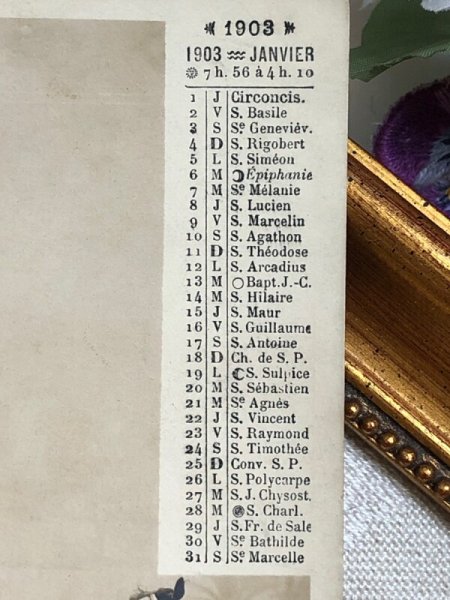 1903
1903 JANVIER
7 h. 56 à 4 h. 10
1 J Circoncis.
2 V S. Basile
3 S Sᵉ Geneviév.
4 D S. Rigobert
5 L S. Siméon
6 M Épiphanie
7 M Sᵉ Mélanie
8 J S. Lucien
9 V S. Marcelin
10 S S. Agathon
11 D S. Théodose
12 L S. Arcadius
13 M Bapt. J.-C.
14 M S. Hilaire
15 J S. Maur
16 V S. Guillaume
17 S S. Antoine
18 D Ch. de S. P.
19 L S. Sulpice
20 M S. Sébastien
21 M Sᵉ Agnès
22 J S. Vincent
23 V S. Raymond
24 S S. Timothée
25 D Conv. S. P.
26 L S. Polycarpe
27 M S. J. Chysost.
28 M S. Charl.
29 J S. Fr. de Sale
30 V Sᵉ Bathilde
31 S Sᵉ Marcelle